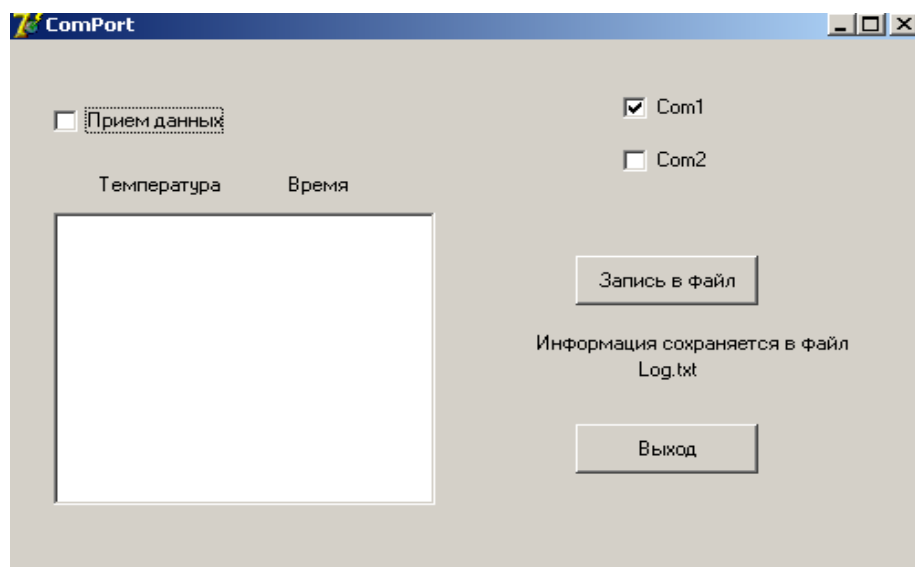 ComPort
Прием данных
Com1
Com2
Температура Время
Запись в файл
Информация сохраняется в файл
Log.txt
Выход